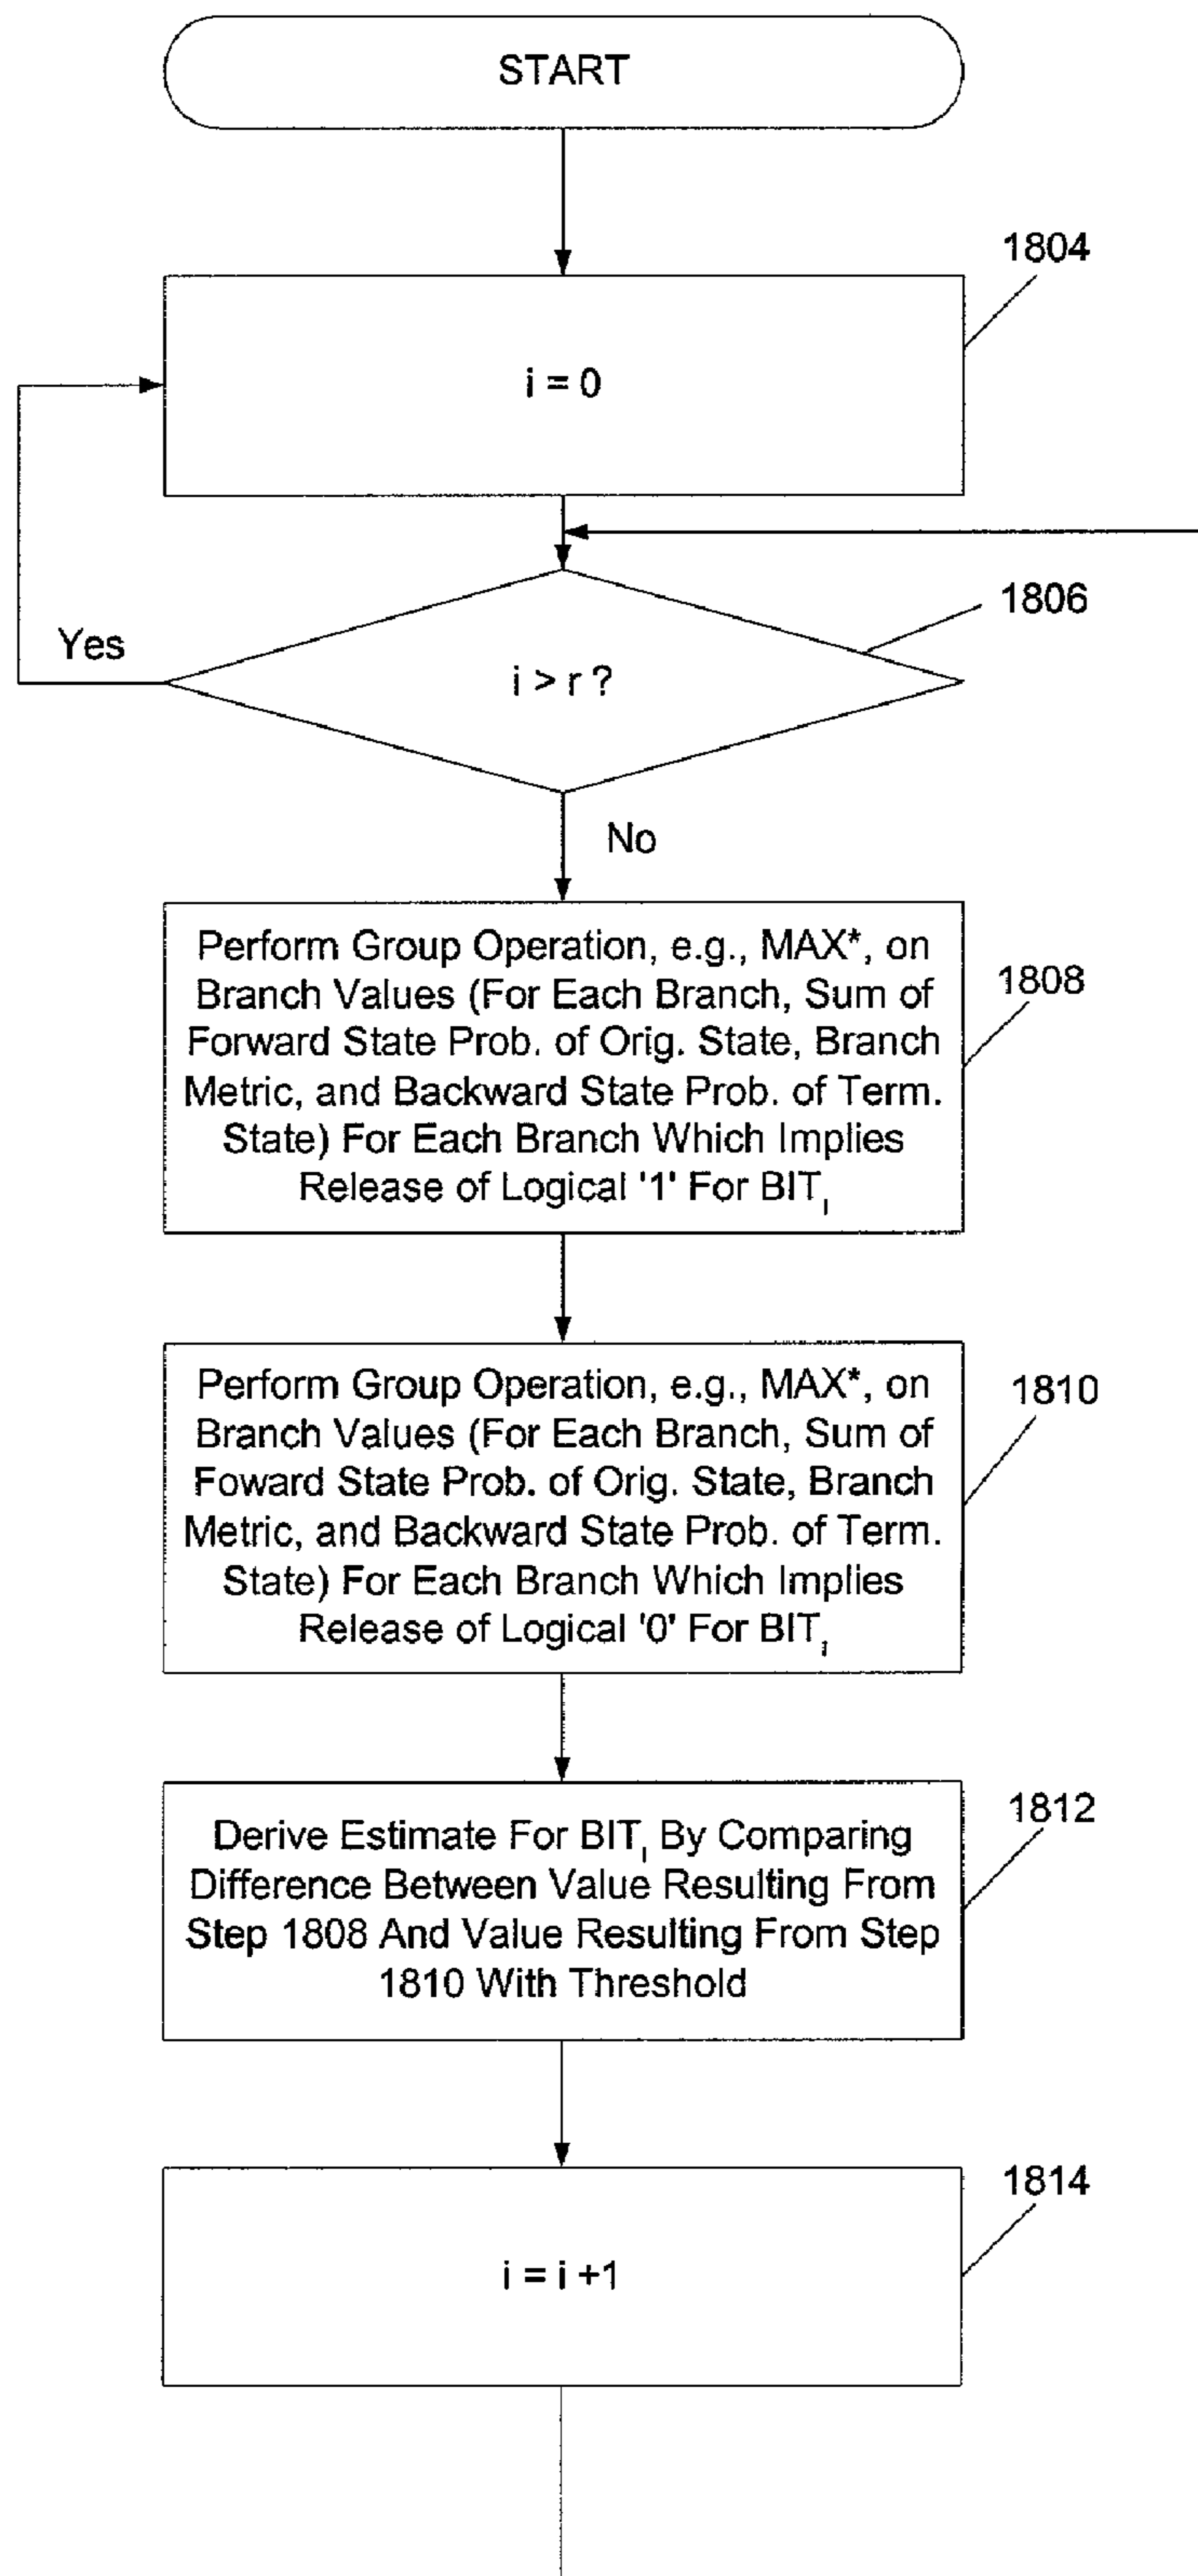 START
1804
i = 0
1806
Yes
i > r ?
No
Perform Group Operation, e.g., MAX*, on
Branch Values (For Each Branch, Sum of
Forward State Prob. of Orig. State, Branch
Metric, and Backward State Prob. of Term.
State) For Each Branch Which Implies
Release of Logical '1' For BITᵢ
1808
Perform Group Operation, e.g., MAX*, on
Branch Values (For Each Branch, Sum of
Foward State Prob. of Orig. State, Branch
Metric, and Backward State Prob. of Term.
State) For Each Branch Which Implies
Release of Logical '0' For BITᵢ
1810
Derive Estimate For BITᵢ By Comparing
Difference Between Value Resulting From
Step 1808 And Value Resulting From Step
1810 With Threshold
1812
i = i +1
1814